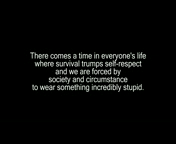 There comes a time in everyone's life
where survival trumps self-respect
and we are forced by
society and circumstance
to wear something incredibly stupid.